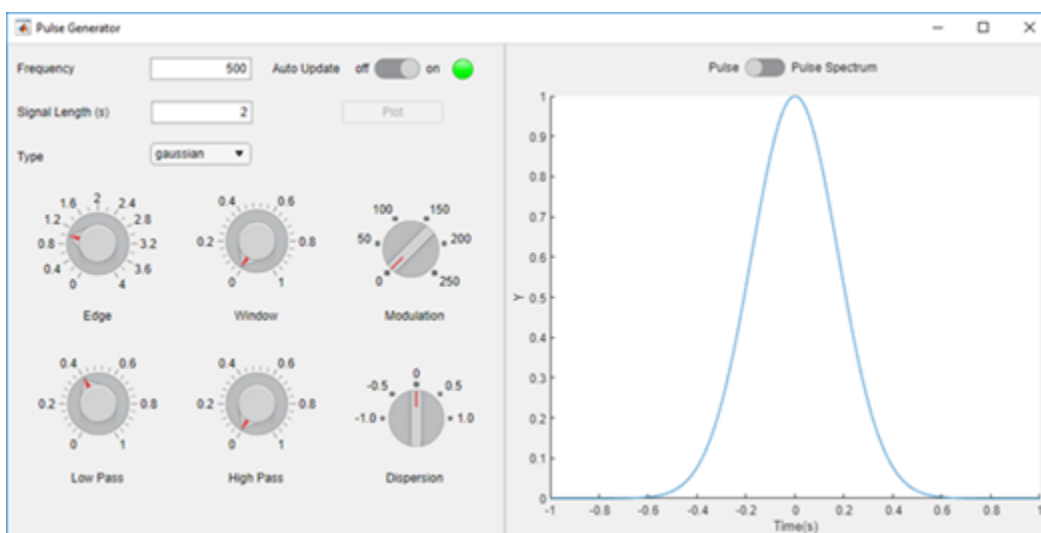 Pulse Generator
Frequency 500 Auto Update off on
Signal Length (s) 2 Plot
Type gaussian
0 0.4 0.8 1.2 1.6 2 2.4 2.8 3.2 3.6 4
Edge
0 0.2 0.4 0.6 0.8 1
Window
0 50 100 150 200 250
Modulation
0 0.2 0.4 0.6 0.8 1
Low Pass
0 0.2 0.4 0.6 0.8 1
High Pass
-1.0 -0.5 0 0.5 1.0
Dispersion
Pulse Pulse Spectrum
1
0.9
0.8
0.7
0.6
0.5
0.4
0.3
0.2
0.1
0
Y
-1 -0.8 -0.6 -0.4 -0.2 0 0.2 0.4 0.6 0.8 1
Time(s)